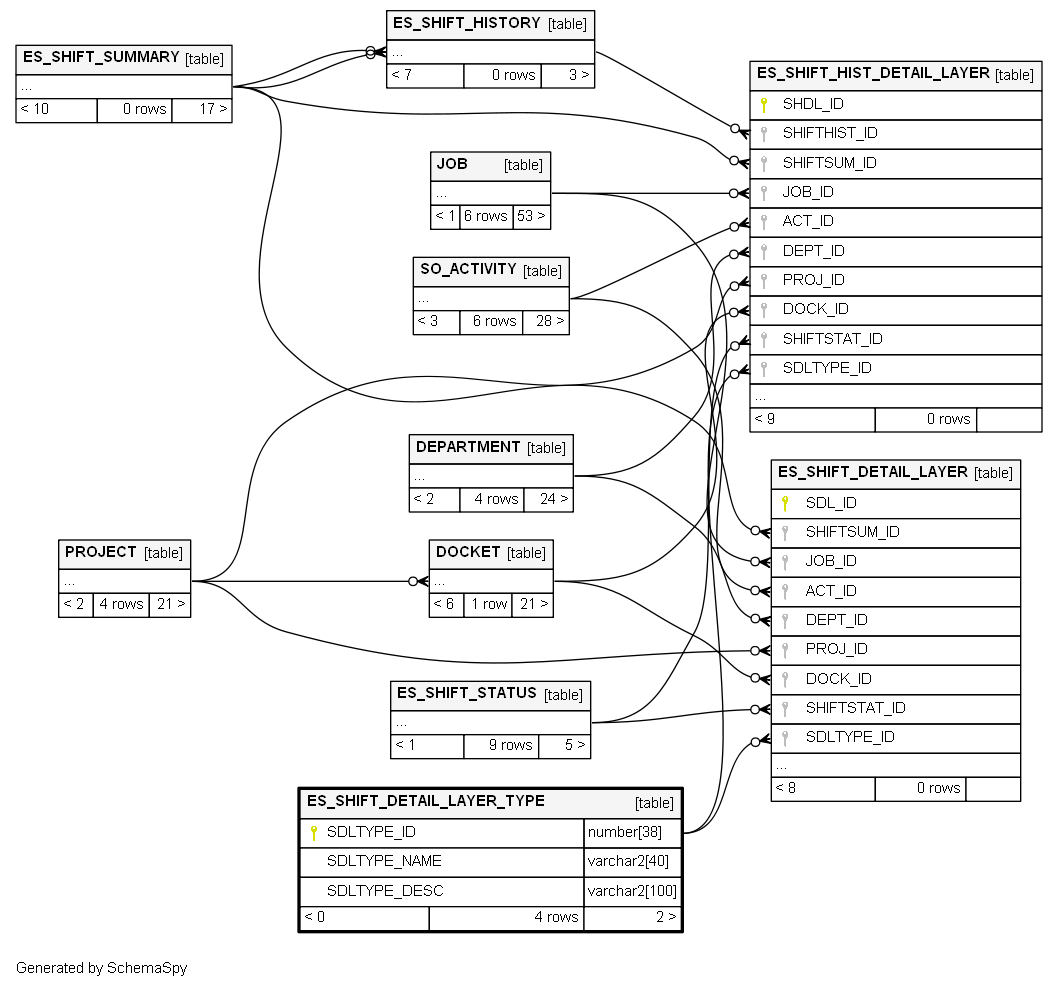 ES_SHIFT_HISTORY [table]
...
< 7 0 rows 3 >
ES_SHIFT_SUMMARY [table]
...
< 10 0 rows 17 >
ES_SHIFT_HIST_DETAIL_LAYER [table]
SHDL_ID
SHIFTHIST_ID
SHIFTSUM_ID
JOB_ID
ACT_ID
DEPT_ID
PROJ_ID
DOCK_ID
SHIFTSTAT_ID
SDLTYPE_ID
...
< 9 0 rows
JOB [table]
...
< 1 6 rows 53 >
SO_ACTIVITY [table]
...
< 3 6 rows 28 >
DEPARTMENT [table]
...
< 2 4 rows 24 >
ES_SHIFT_DETAIL_LAYER [table]
SDL_ID
SHIFTSUM_ID
JOB_ID
ACT_ID
DEPT_ID
PROJ_ID
DOCK_ID
SHIFTSTAT_ID
SDLTYPE_ID
...
< 8 0 rows
PROJECT [table]
...
< 2 4 rows 21 >
DOCKET [table]
...
< 6 1 row 21 >
ES_SHIFT_STATUS [table]
...
< 1 9 rows 5 >
ES_SHIFT_DETAIL_LAYER_TYPE [table]
SDLTYPE_ID number[38]
SDLTYPE_NAME varchar2[40]
SDLTYPE_DESC varchar2[100]
< 0 4 rows 2 >
Generated by SchemaSpy